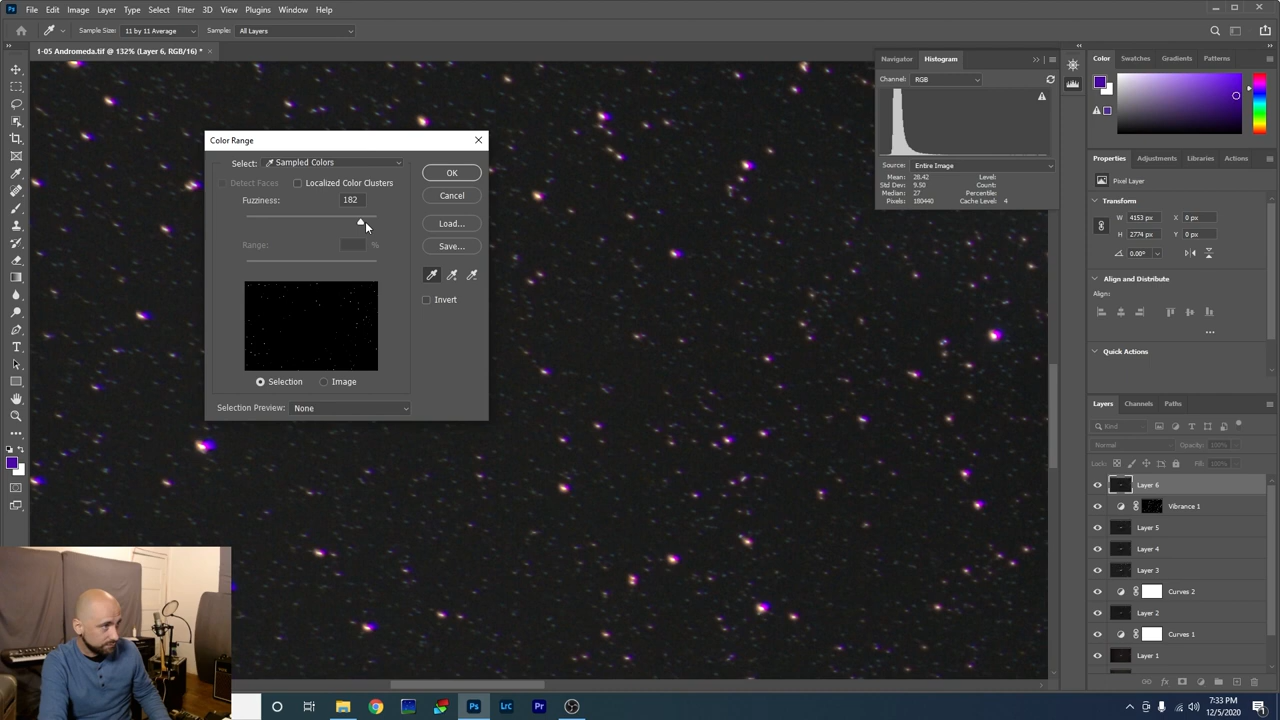 Ps File Edit Image Layer Type Select Filter 3D View Plugins Window Help
Sample Size: 11 by 11 Average Sample: All Layers
1-05 Andromeda.tif @ 132% (Layer 6, RGB/16) * ×
Navigator Histogram
Channel: RGB
Source: Entire Image
Mean: 28.42 Level:
Std Dev: 9.50 Count:
Median: 27 Percentile:
Pixels: 180440 Cache Level: 4
Color Swatches Gradients Patterns
Properties Adjustments Libraries Actions
Pixel Layer
Transform
W 4153 px X 0 px
H 2774 px Y 0 px
0.00°
Align and Distribute
Align:
Quick Actions
Layers Channels Paths
Kind
Normal Opacity: 100%
Lock: Fill: 100%
Layer 6
Vibrance 1
Layer 5
Layer 4
Layer 3
Curves 2
Layer 2
Curves 1
Layer 1
Color Range
Select: Sampled Colors
Detect Faces Localized Color Clusters
Fuzziness: 182
Range: %
Selection Image
Selection Preview: None
OK
Cancel
Load...
Save...
Invert
Ps Lrc Pr
7:33 PM
12/5/2020